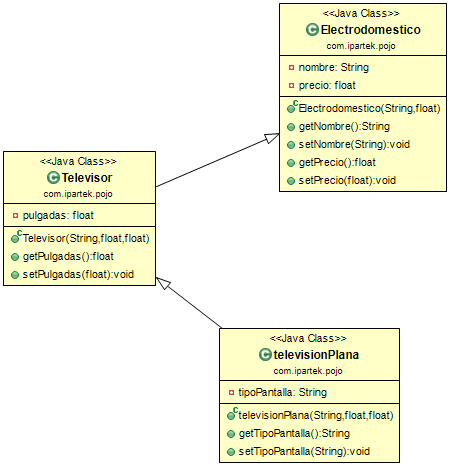 <<Java Class>>
Electrodomestico
com.ipartek.pojo
nombre: String
precio: float
Electrodomestico(String,float)
getNombre():String
setNombre(String):void
getPrecio():float
setPrecio(float):void
<<Java Class>>
Televisor
com.ipartek.pojo
pulgadas: float
Televisor(String,float,float)
getPulgadas():float
setPulgadas(float):void
<<Java Class>>
televisionPlana
com.ipartek.pojo
tipoPantalla: String
televisionPlana(String,float,float)
getTipoPantalla():String
setTipoPantalla(String):void